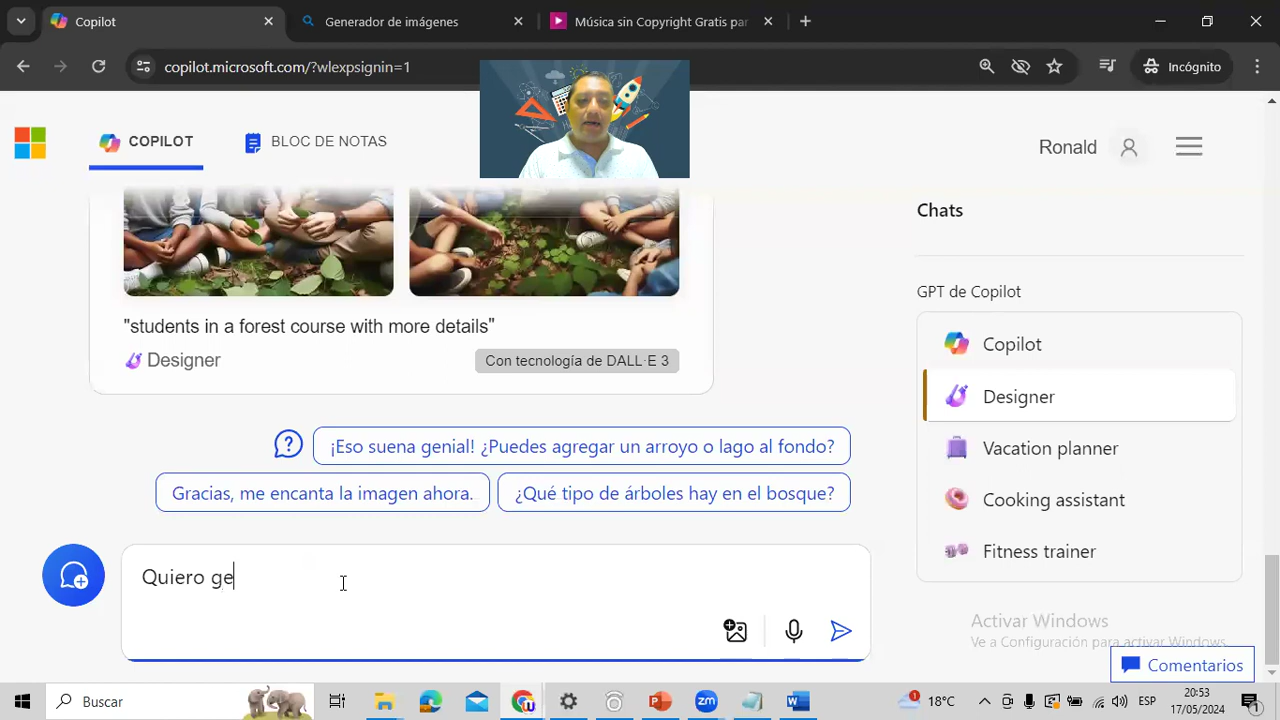 Copilot
Generador de imágenes
Música sin Copyright Gratis par
copilot.microsoft.com/?wlexpsignin=1
Incógnito
COPILOT
BLOC DE NOTAS
Ronald
Chats
"students in a forest course with more details"
Designer
Con tecnología de DALL·E 3
GPT de Copilot
Copilot
Designer
Vacation planner
Cooking assistant
Fitness trainer
¡Eso suena genial! ¿Puedes agregar un arroyo o lago al fondo?
Gracias, me encanta la imagen ahora.
¿Qué tipo de árboles hay en el bosque?
Quiero ge
Activar Windows
Ve a Configuración para activar Windows.
Comentarios
Buscar
18°C
ESP
20:53
17/05/2024